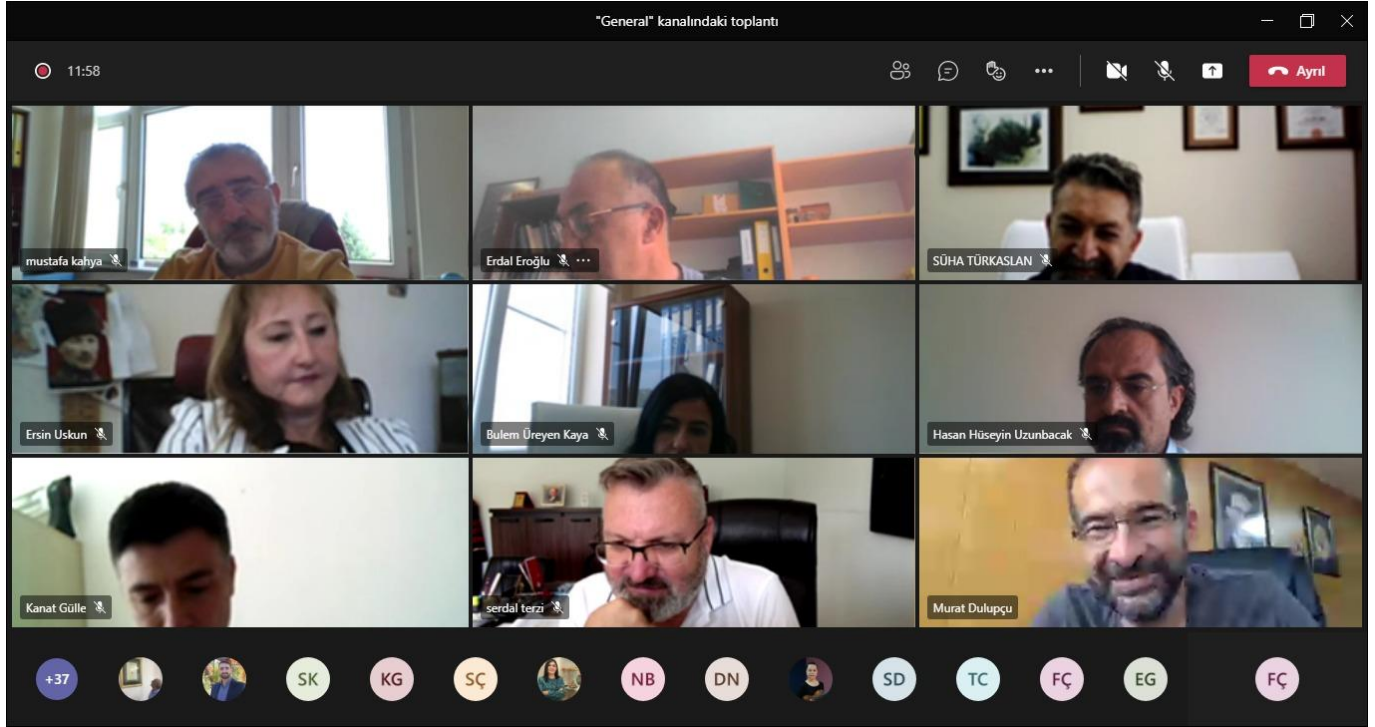 "General" kanalındaki toplantı
11:58
Ayrıl
mustafa kahya
Erdal Eroğlu
SÜHA TÜRKASLAN
Ersin Uskun
Bulem Üreyen Kaya
Hasan Hüseyin Uzunbacak
Kanat Gülle
serdal terzi
Murat Dulupçu
+37
SK
KG
SÇ
NB
DN
SD
TC
FÇ
EG
FÇ